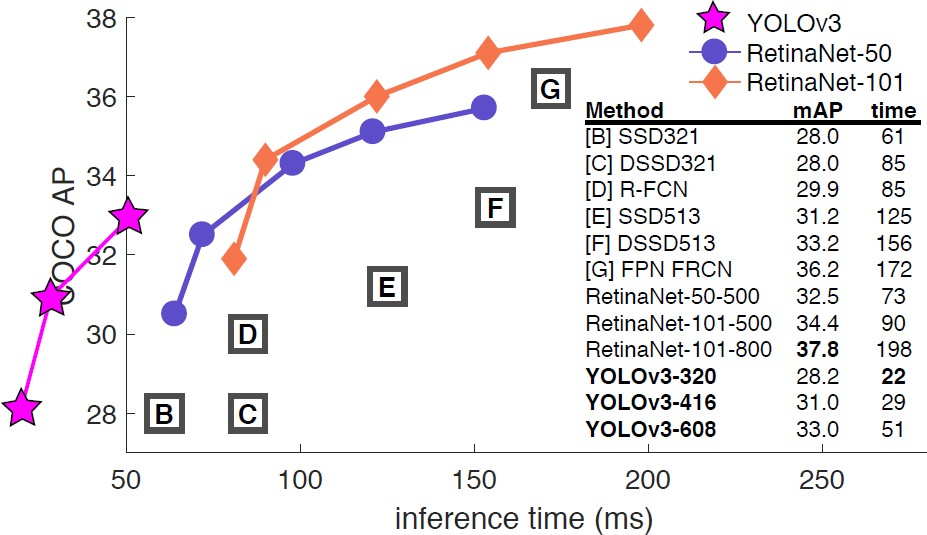 38
36
34
32
30
28
COCO AP
50 100 150 200 250
inference time (ms)
B
C
D
E
F
G
YOLOv3
RetinaNet-50
RetinaNet-101
Method mAP time
[B] SSD321 28.0 61
[C] DSSD321 28.0 85
[D] R-FCN 29.9 85
[E] SSD513 31.2 125
[F] DSSD513 33.2 156
[G] FPN FRCN 36.2 172
RetinaNet-50-500 32.5 73
RetinaNet-101-500 34.4 90
RetinaNet-101-800 37.8 198
YOLOv3-320 28.2 22
YOLOv3-416 31.0 29
YOLOv3-608 33.0 51